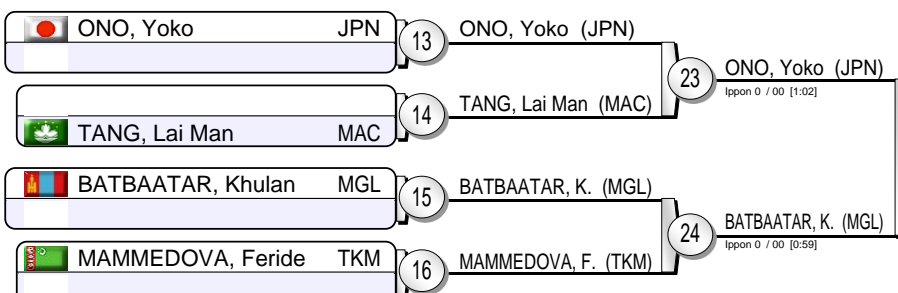 ONO, Yoko JPN
13
ONO, Yoko (JPN)
23
ONO, Yoko (JPN)
Ippon 0 / 00 [1:02]
TANG, Lai Man MAC
14
TANG, Lai Man (MAC)
BATBAATAR, Khulan MGL
15
BATBAATAR, K. (MGL)
24
BATBAATAR, K. (MGL)
Ippon 0 / 00 [0:59]
MAMMEDOVA, Feride TKM
16
MAMMEDOVA, F. (TKM)